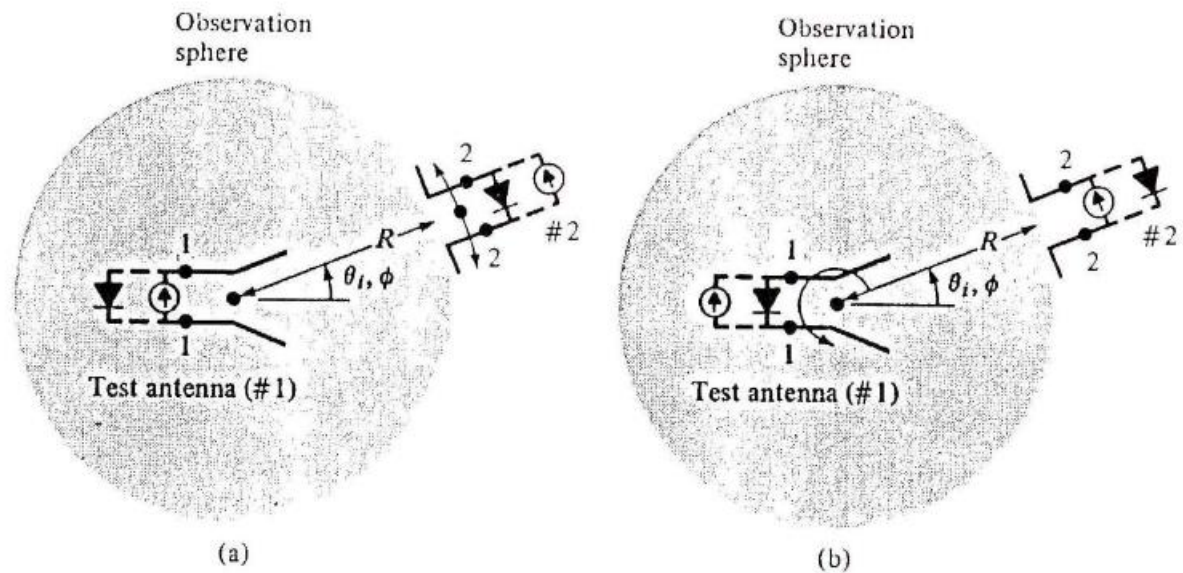 Observation
sphere
2
#2
2
R
θi, ϕ
1
1
Test antenna (#1)
(a)
Observation
sphere
2
#2
2
R
θi, ϕ
1
1
Test antenna (#1)
(b)